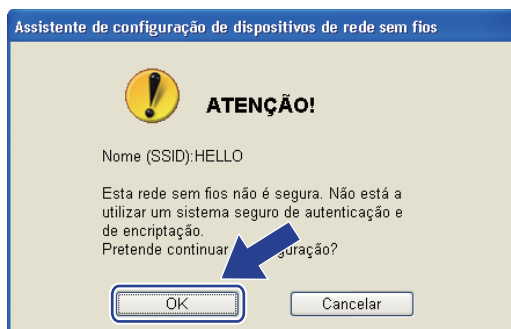 Assistente de configuração de dispositivos de rede sem fios
ATENÇÃO!
Nome (SSID):HELLO
Esta rede sem fios não é segura. Não está a
utilizar um sistema seguro de autenticação e
de encriptação.
Pretende continuar guração?
OK
Cancelar